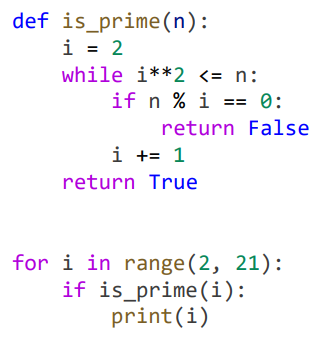 def is_prime(n):
    i = 2
    while i**2 <= n:
        if n % i == 0:
            return False
        i += 1
    return True

for i in range(2, 21):
    if is_prime(i):
        print(i)